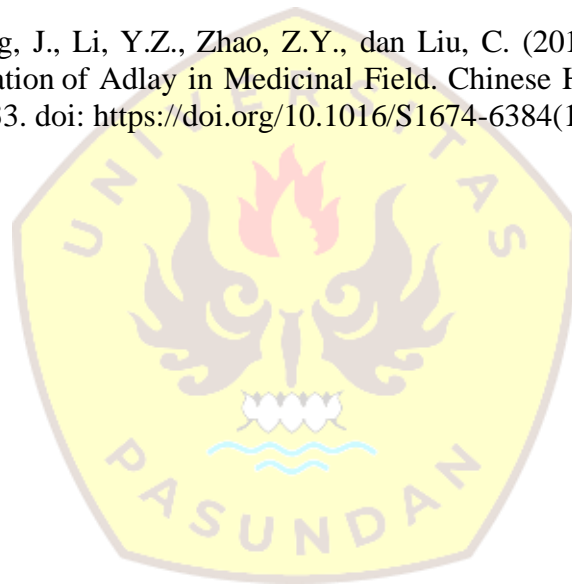 g, J., Li, Y.Z., Zhao, Z.Y., dan Liu, C. (201
ation of Adlay in Medicinal Field. Chinese H
33. doi: https://doi.org/10.1016/S1674-6384(1
UNIVERSITAS
PASUNDAN